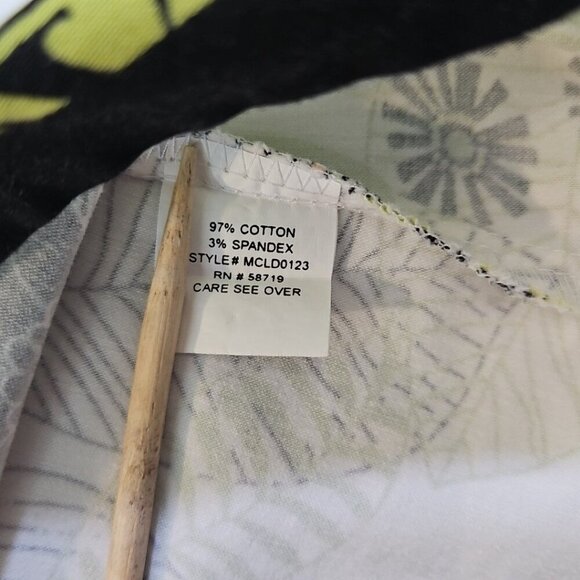 97% COTTON
3% SPANDEX
STYLE# MCLD0123
RN # 58719
CARE SEE OVER